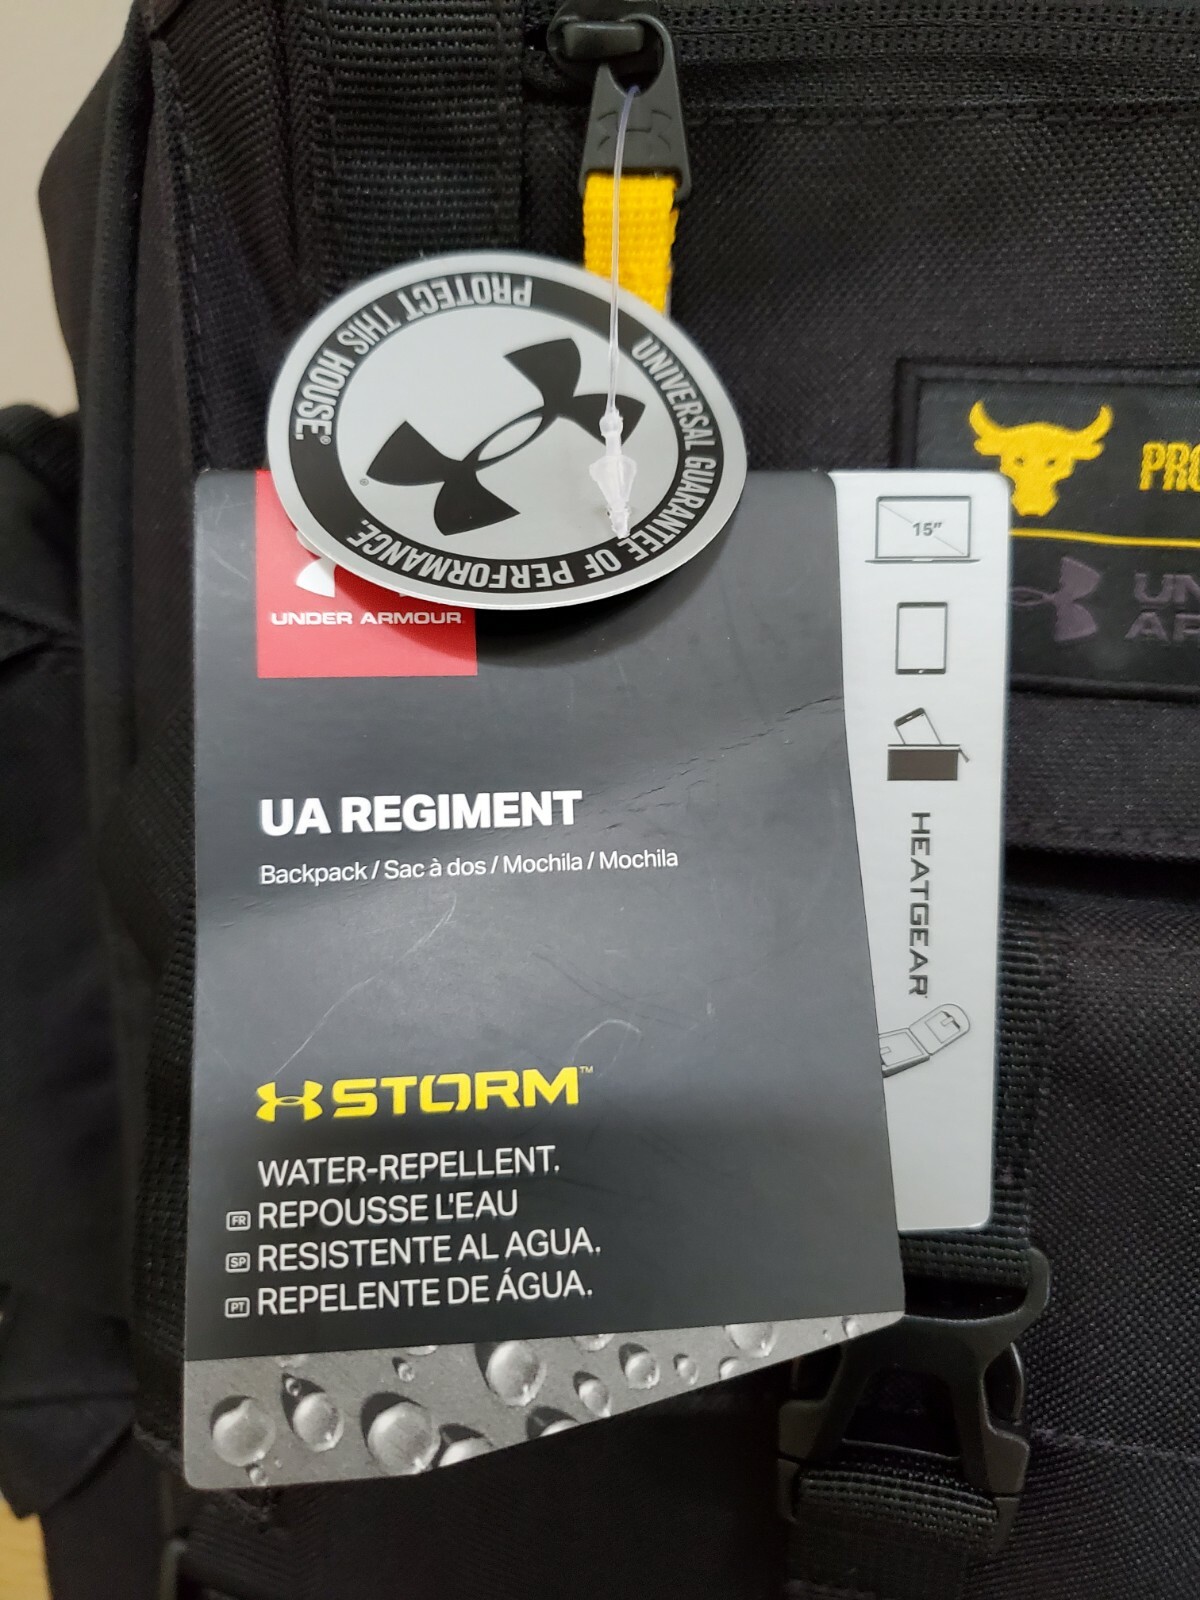 PROTECT THIS HOUSE.®
UNIVERSAL GUARANTEE OF PERFORMANCE.
®
UNDER ARMOUR
UA REGIMENT
Backpack / Sac à dos / Mochila / Mochila
STORM™
WATER-REPELLENT.
FR REPOUSSE L'EAU
SP RESISTENTE AL AGUA.
PT REPELENTE DE ÁGUA.
15"
HEATGEAR®